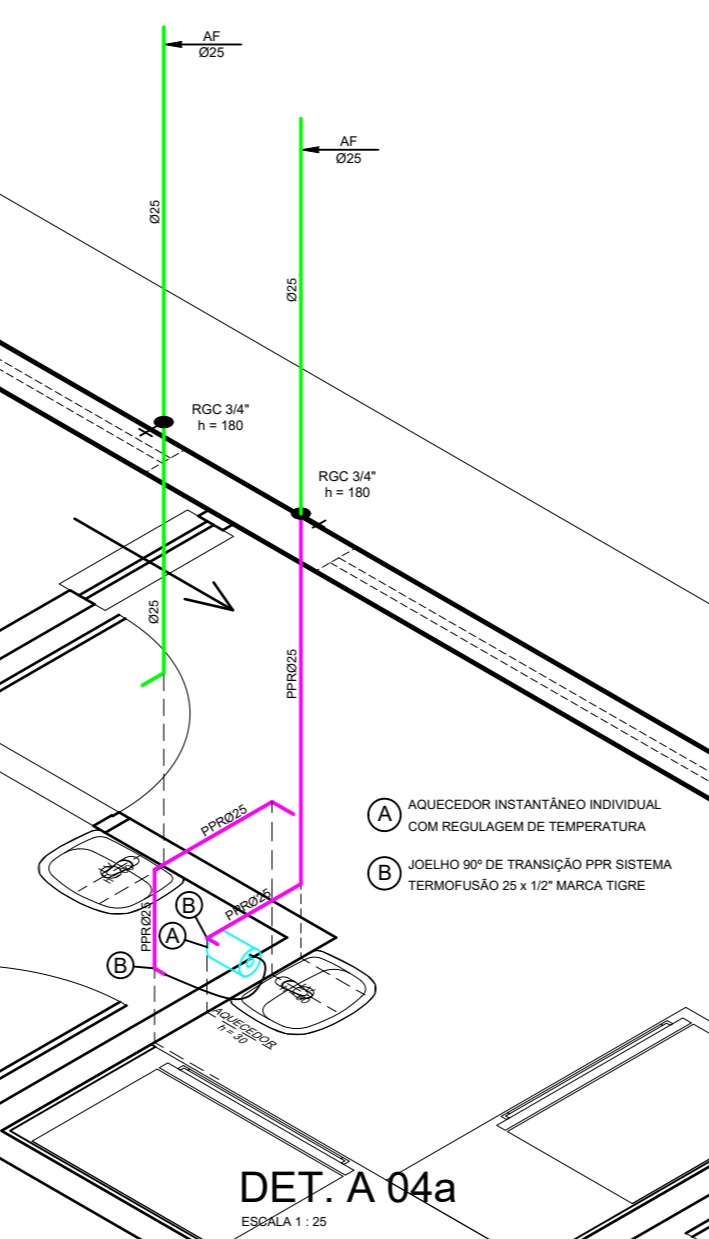 AF
Ø25
AF
Ø25
Ø25
Ø25
RGC 3/4"
h = 180
RGC 3/4"
h = 180
Ø25
PPRØ25
A
AQUECEDOR INSTANTÂNEO INDIVIDUAL
COM REGULAGEM DE TEMPERATURA
PPRØ25
B
JOELHO 90º DE TRANSIÇÃO PPR SISTEMA
TERMOFUSÃO 25 x 1/2" MARCA TIGRE
PPRØ25
B
PPRØ25
A
B
AQUECEDOR
h = 30
DET. A 04a
ESCALA 1 : 25